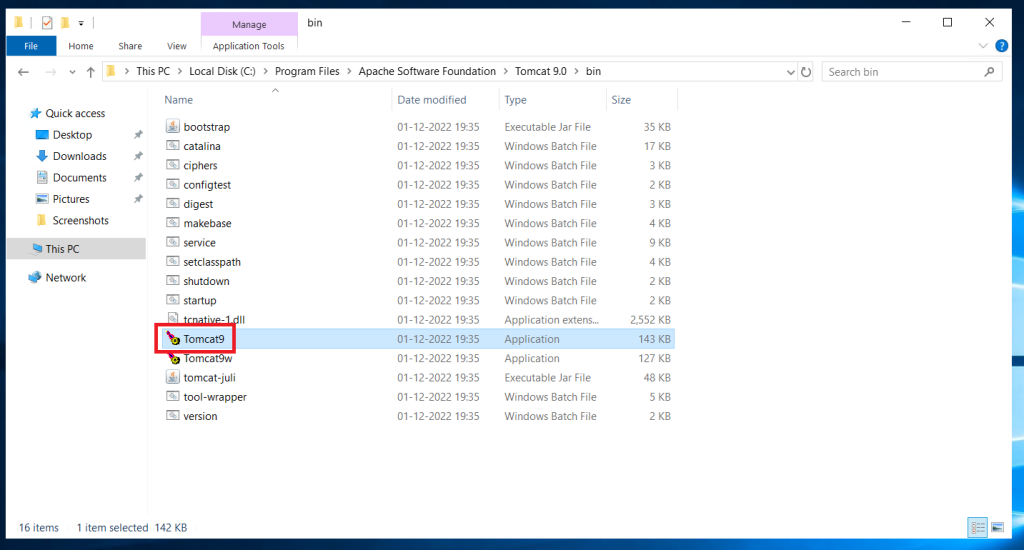 Manage bin
File Home Share View Application Tools
This PC Local Disk (C:) Program Files Apache Software Foundation Tomcat 9.0 bin Search bin
Name Date modified Type Size
Quick access
Desktop
Downloads
Documents
Pictures
Screenshots
This PC
Network
bootstrap 01-12-2022 19:35 Executable Jar File 35 KB
catalina 01-12-2022 19:35 Windows Batch File 17 KB
ciphers 01-12-2022 19:35 Windows Batch File 3 KB
configtest 01-12-2022 19:35 Windows Batch File 2 KB
digest 01-12-2022 19:35 Windows Batch File 3 KB
makebase 01-12-2022 19:35 Windows Batch File 4 KB
service 01-12-2022 19:35 Windows Batch File 9 KB
setclasspath 01-12-2022 19:35 Windows Batch File 4 KB
shutdown 01-12-2022 19:35 Windows Batch File 2 KB
startup 01-12-2022 19:35 Windows Batch File 2 KB
tcnative-1.dll 01-12-2022 19:35 Application extens... 2,552 KB
Tomcat9 01-12-2022 19:35 Application 143 KB
Tomcat9w 01-12-2022 19:35 Application 127 KB
tomcat-juli 01-12-2022 19:35 Executable Jar File 48 KB
tool-wrapper 01-12-2022 19:35 Windows Batch File 5 KB
version 01-12-2022 19:35 Windows Batch File 2 KB
16 items 1 item selected 142 KB